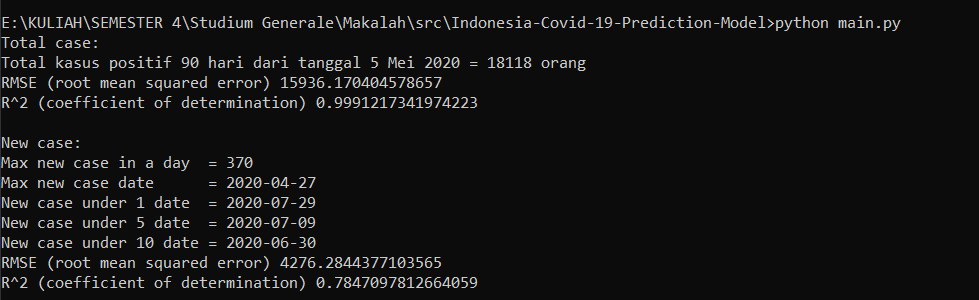 E:\KULIAH\SEMESTER 4\Studium Generale\Makalah\src\Indonesia-Covid-19-Prediction-Model>python main.py
Total case:
Total kasus positif 90 hari dari tanggal 5 Mei 2020 = 18118 orang
RMSE (root mean squared error) 15936.170404578657
R^2 (coefficient of determination) 0.9991217341974223

New case:
Max new case in a day  = 370
Max new case date      = 2020-04-27
New case under 1 date  = 2020-07-29
New case under 5 date  = 2020-07-09
New case under 10 date = 2020-06-30
RMSE (root mean squared error) 4276.2844377103565
R^2 (coefficient of determination) 0.7847097812664059